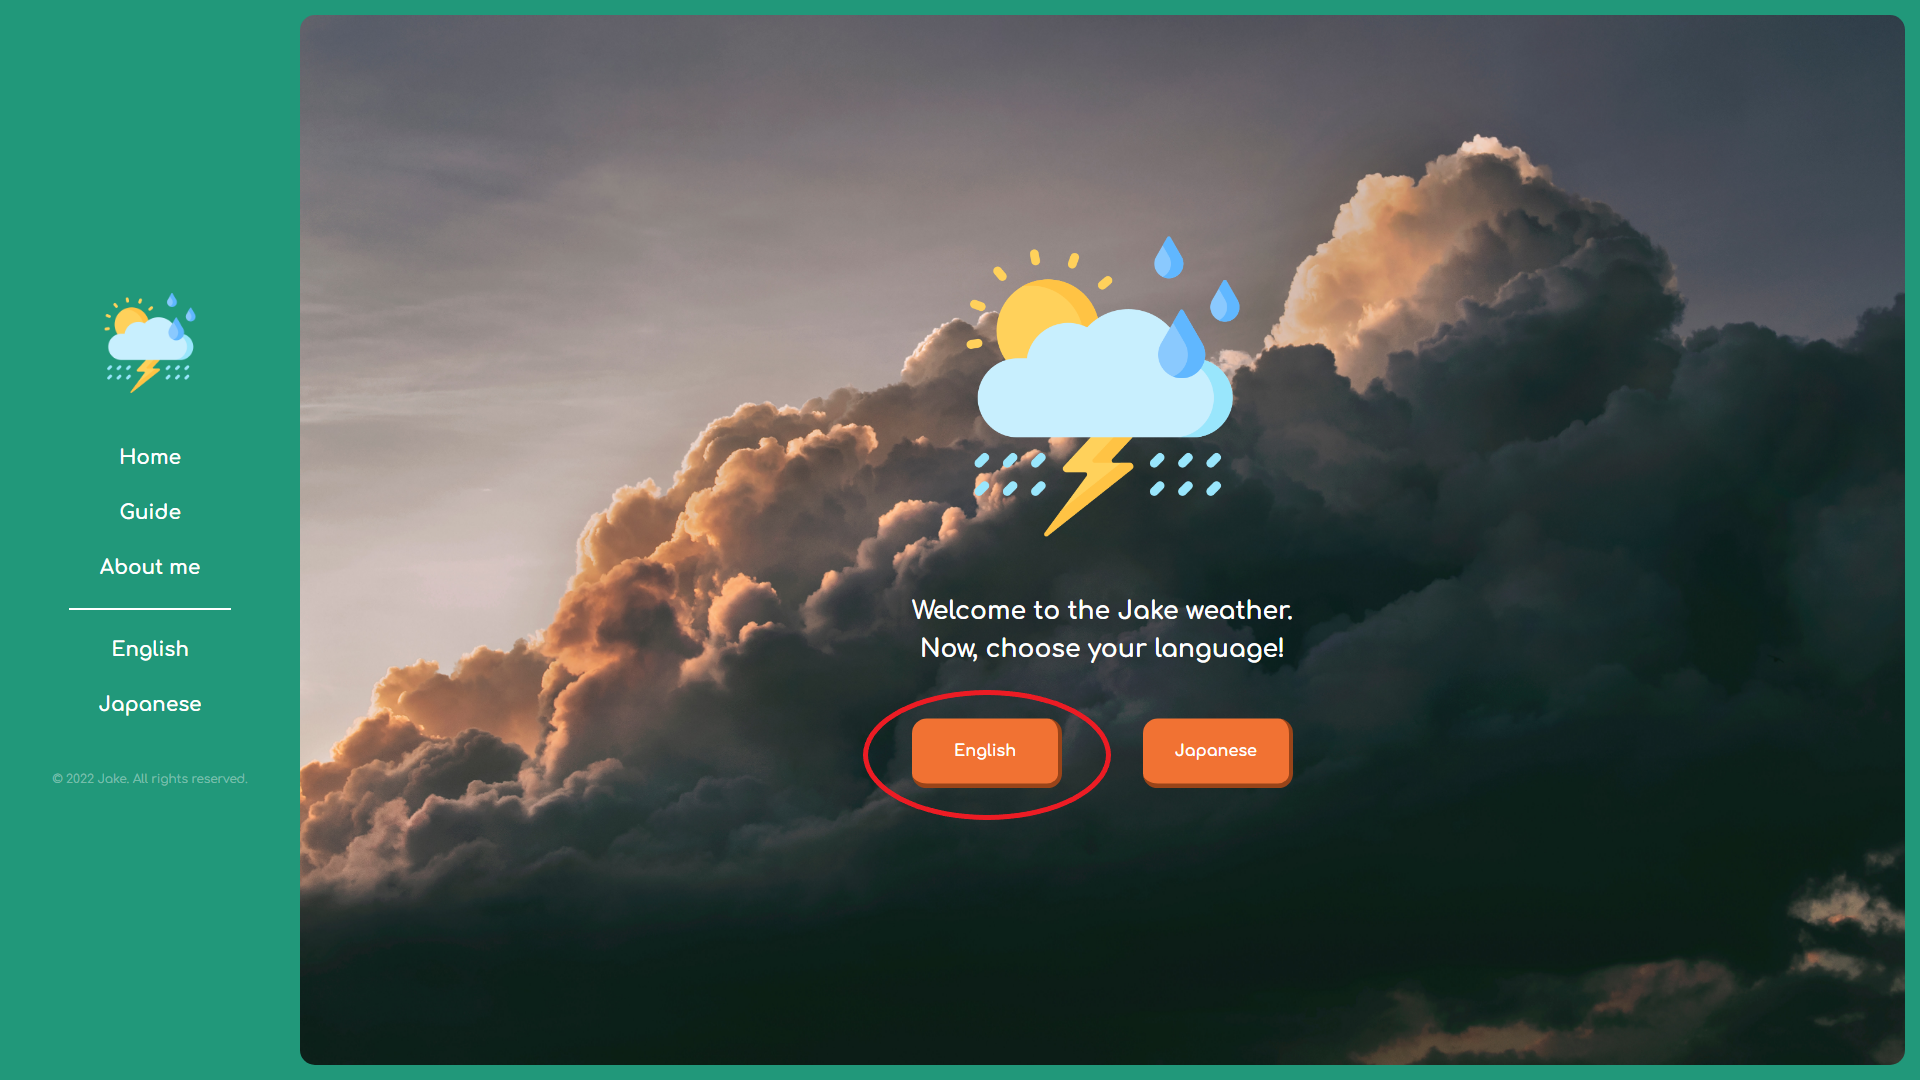 Home
Guide
About me
English
Japanese
© 2022 Jake. All rights reserved.
Welcome to the Jake weather.
Now, choose your language!
English
Japanese